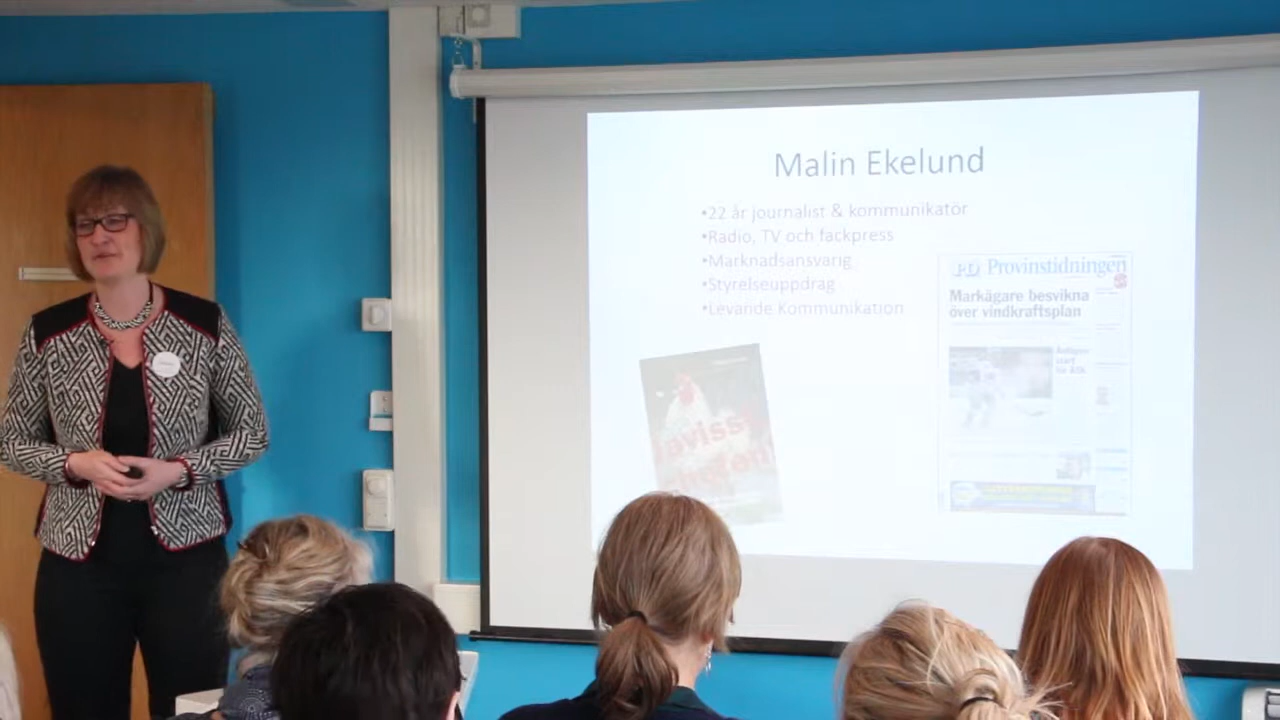 Malin Ekelund
•22 år journalist & kommunikatör
•Radio, TV och fackpress
•Marknadsansvarig
•Styrelseuppdrag
•Levande Kommunikation
PD Provinstidningen
Markägare besvikna
över vindkraftsplan